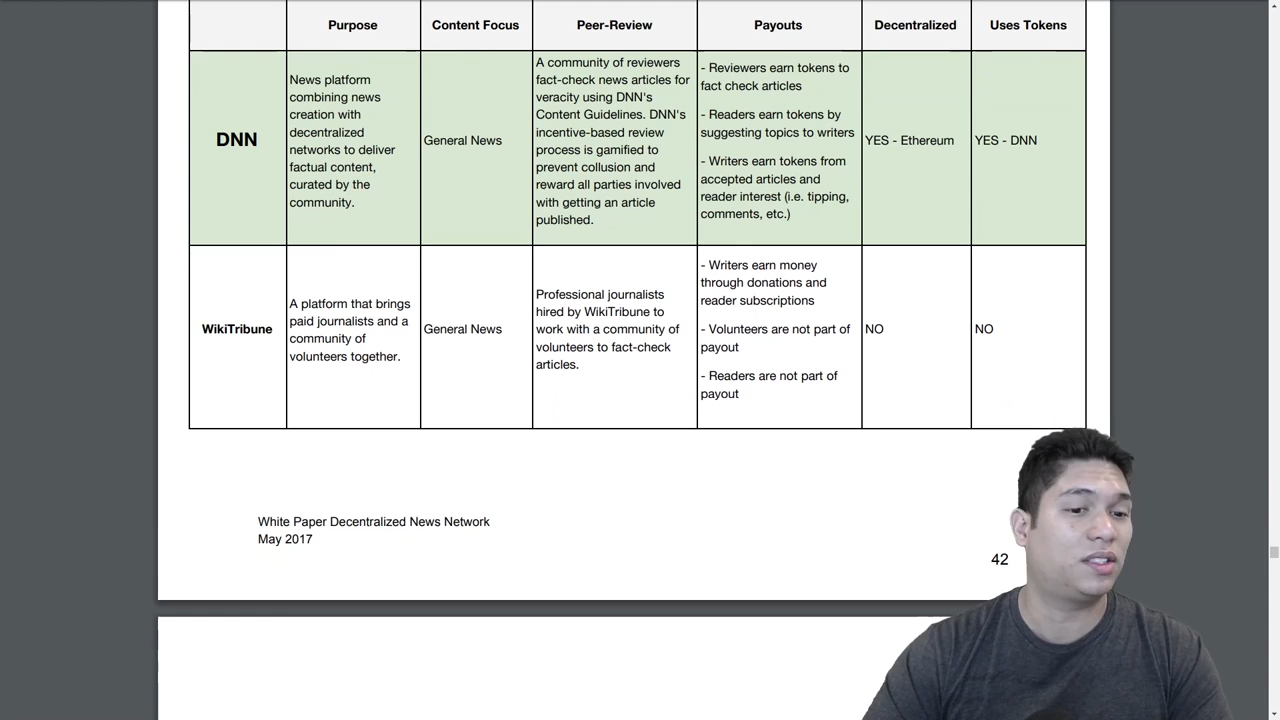 Purpose
Content Focus
Peer-Review
Payouts
Decentralized
Uses Tokens
DNN
News platform
combining news
creation with
decentralized
networks to deliver
factual content,
curated by the
community.
General News
A community of reviewers
fact-check news articles for
veracity using DNN's
Content Guidelines. DNN's
incentive-based review
process is gamified to
prevent collusion and
reward all parties involved
with getting an article
published.
- Reviewers earn tokens to
fact check articles
- Readers earn tokens by
suggesting topics to writers
- Writers earn tokens from
accepted articles and
reader interest (i.e. tipping,
comments, etc.)
YES - Ethereum
YES - DNN
WikiTribune
A platform that brings
paid journalists and a
community of
volunteers together.
General News
Professional journalists
hired by WikiTribune to
work with a community of
volunteers to fact-check
articles.
- Writers earn money
through donations and
reader subscriptions
- Volunteers are not part of
payout
- Readers are not part of
payout
NO
NO
White Paper Decentralized News Network
May 2017
42